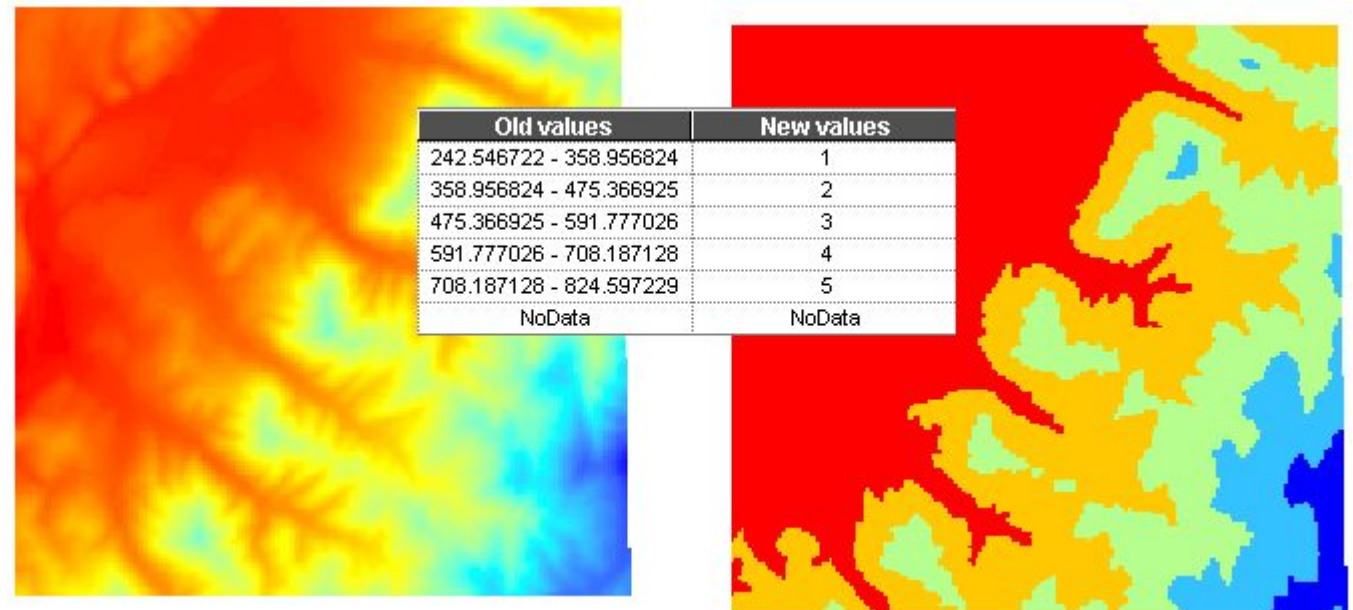 Old values New values
242.546722 - 358.956824 1
358.956824 - 475.366925 2
475.366925 - 591.777026 3
591.777026 - 708.187128 4
708.187128 - 824.597229 5
NoData NoData